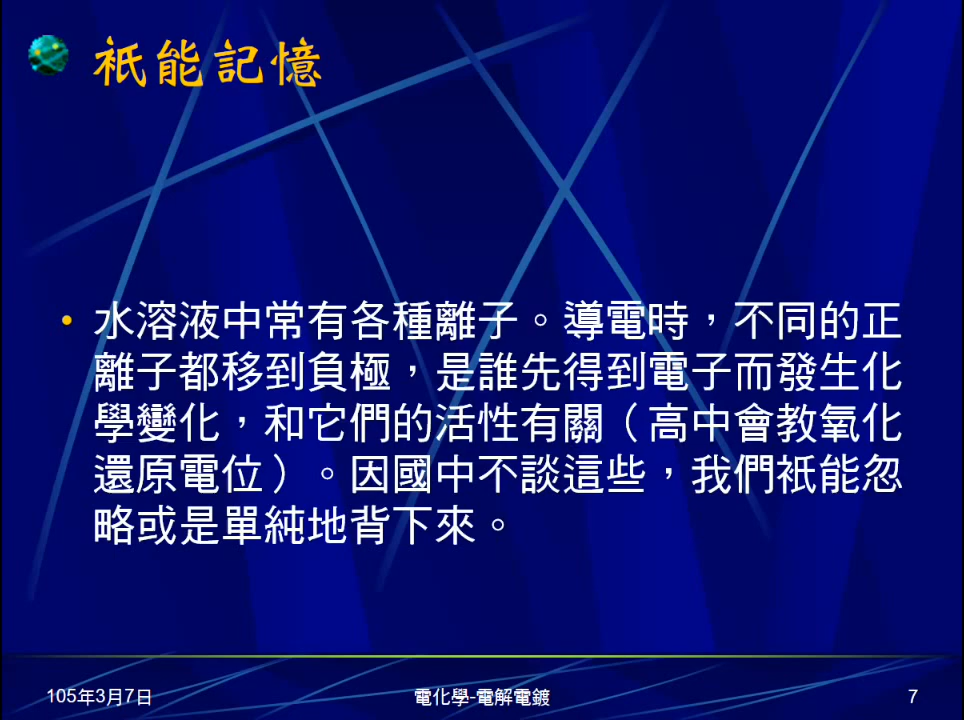 祇能記憶
• 水溶液中常有各種離子。導電時，不同的正
離子都移到負極，是誰先得到電子而發生化
學變化，和它們的活性有關（高中會教氧化
還原電位）。因國中不談這些，我們祇能忽
略或是單純地背下來。
105年3月7日
電化學-電解電鍍
7